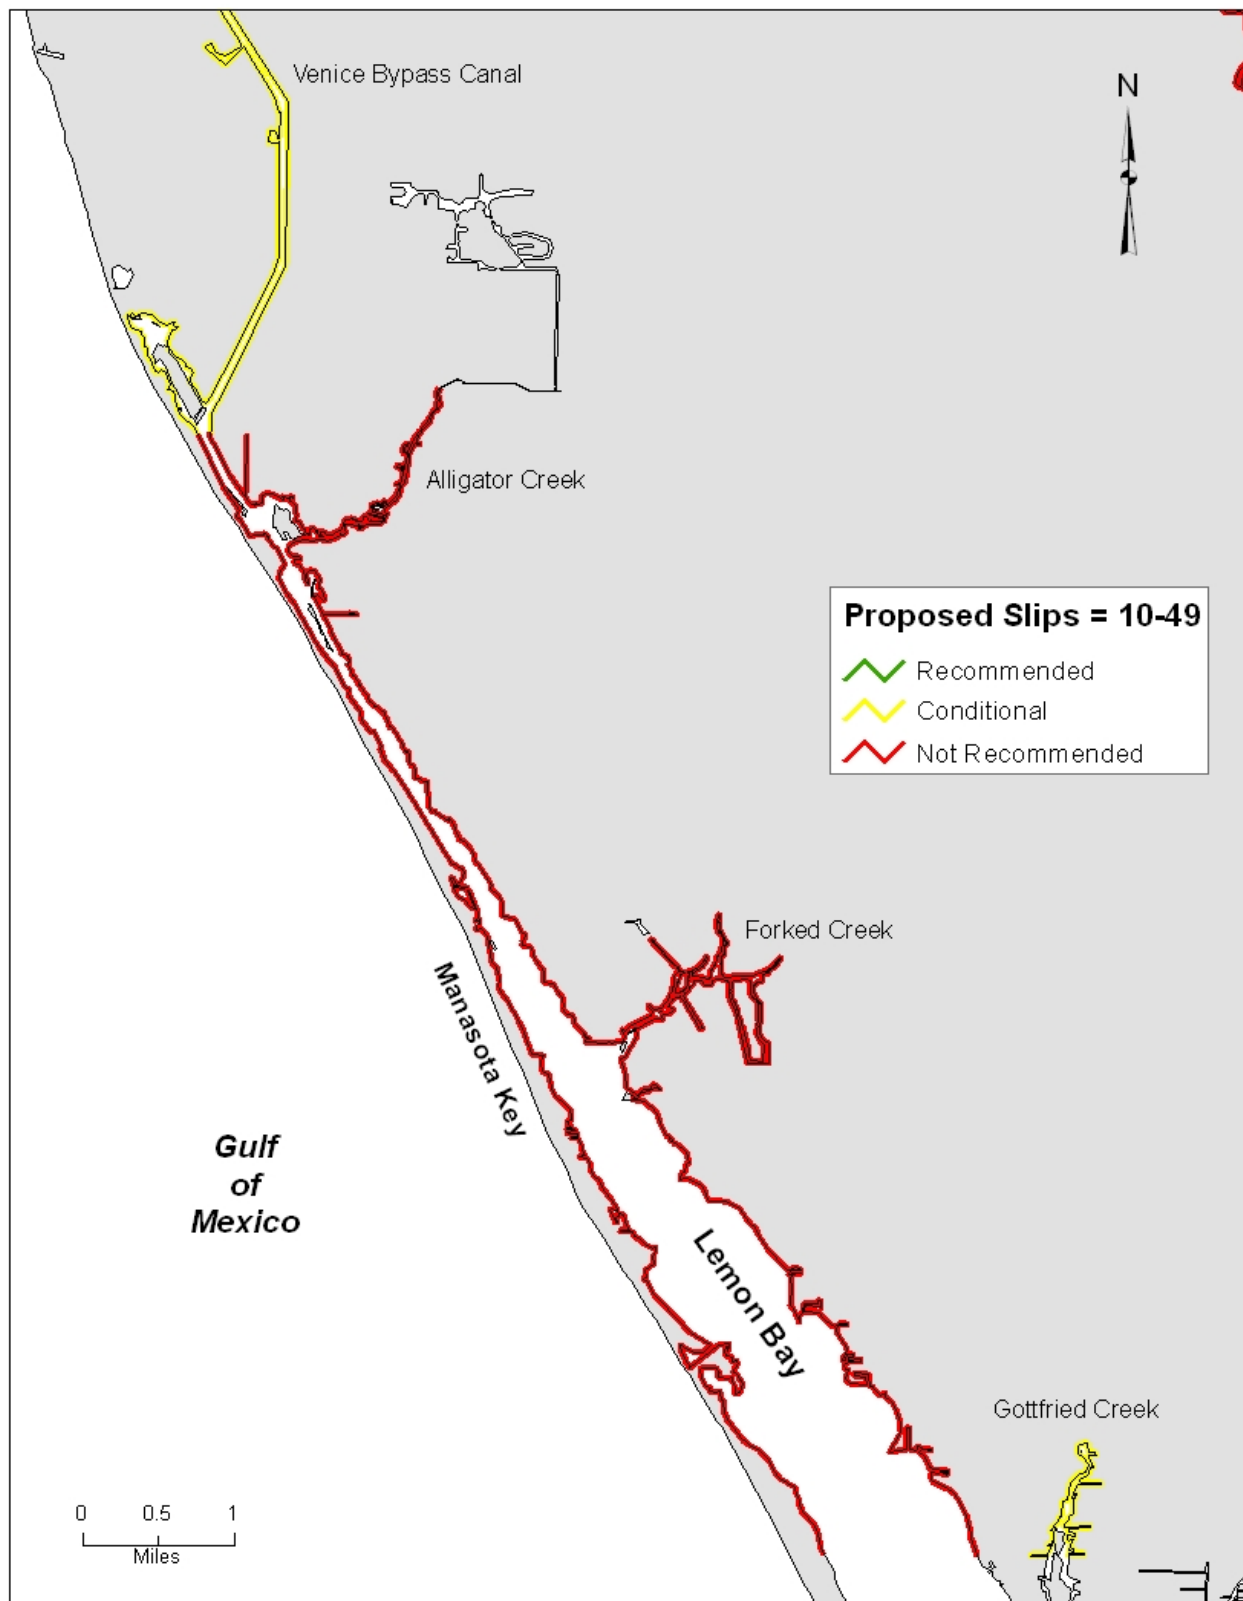 Venice Bypass Canal
N
Alligator Creek
Proposed Slips = 10-49
Recommended
Conditional
Not Recommended
Forked Creek
Manasota Key
Gulf
of
Mexico
Lemon Bay
Gottfried Creek
0 0.5 1
Miles